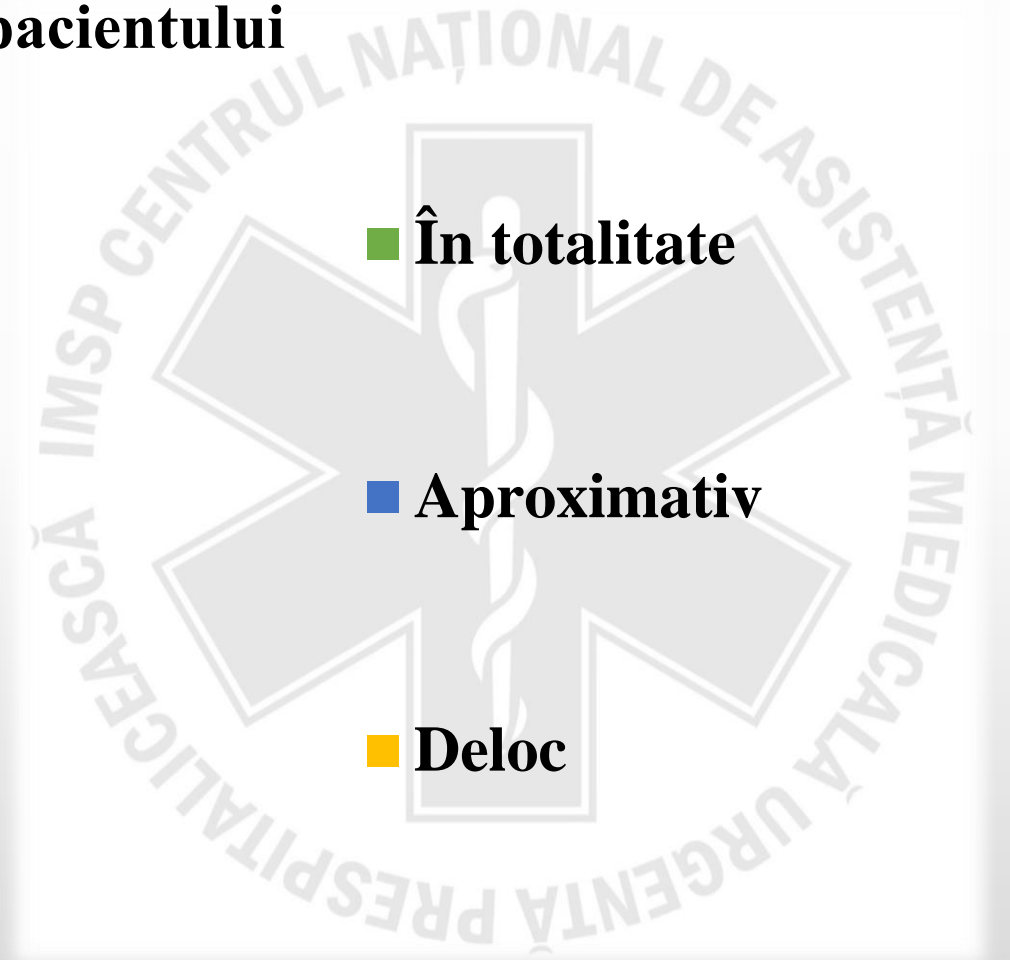 pacientului
În totalitate
Aproximativ
Deloc
IMSP CENTRUL NAȚIONAL DE ASISTENȚĂ MEDICALĂ URGENTĂ PRESPITALICEASCĂ